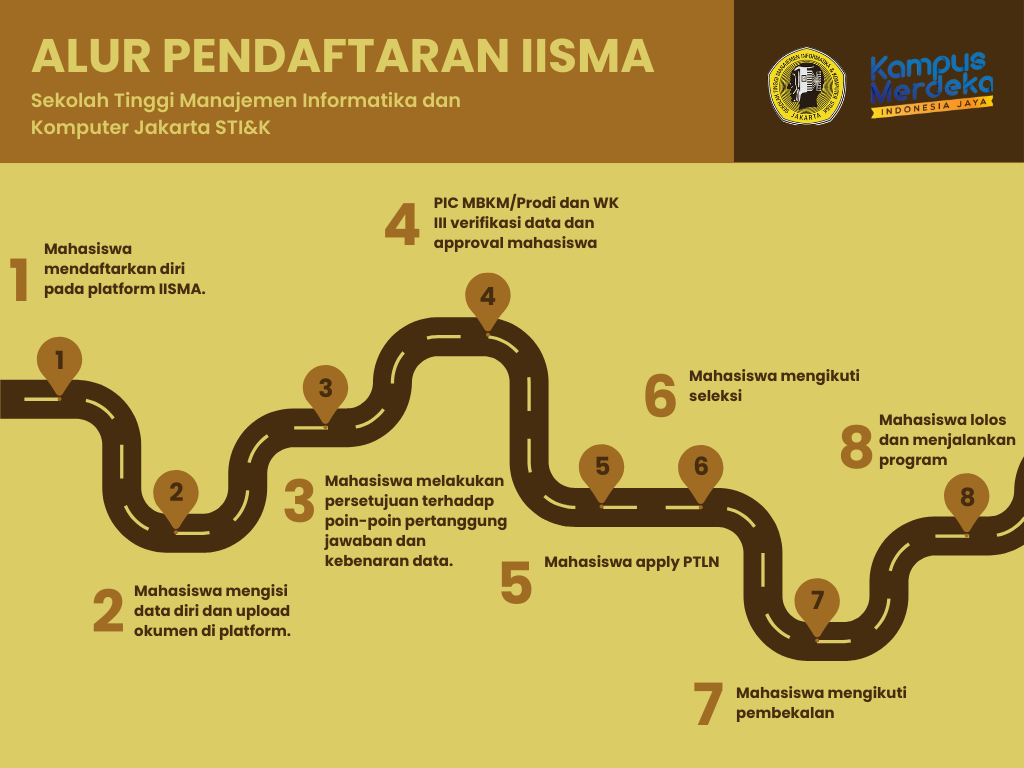 ALUR PENDAFTARAN IISMA
Sekolah Tinggi Manajemen Informatika dan
Komputer Jakarta STI&K
JAKARTA
Kampus
Merdeka
INDONESIA JAYA
1
Mahasiswa
mendaftarkan diri
pada platform IISMA.
2
Mahasiswa mengisi
data diri dan upload
okumen di platform.
3
Mahasiswa melakukan
persetujuan terhadap
poin-poin pertanggung
jawaban dan
kebenaran data.
4
PIC MBKM/Prodi dan WK
III verifikasi data dan
approval mahasiswa
5
Mahasiswa apply PTLN
6
Mahasiswa mengikuti
seleksi
7
Mahasiswa mengikuti
pembekalan
8
Mahasiswa lolos
dan menjalankan
program
1
2
3
4
5
6
7
8